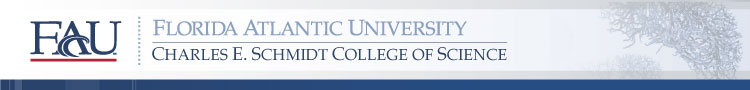 FAU
FLORIDA ATLANTIC UNIVERSITY
CHARLES E. SCHMIDT COLLEGE OF SCIENCE